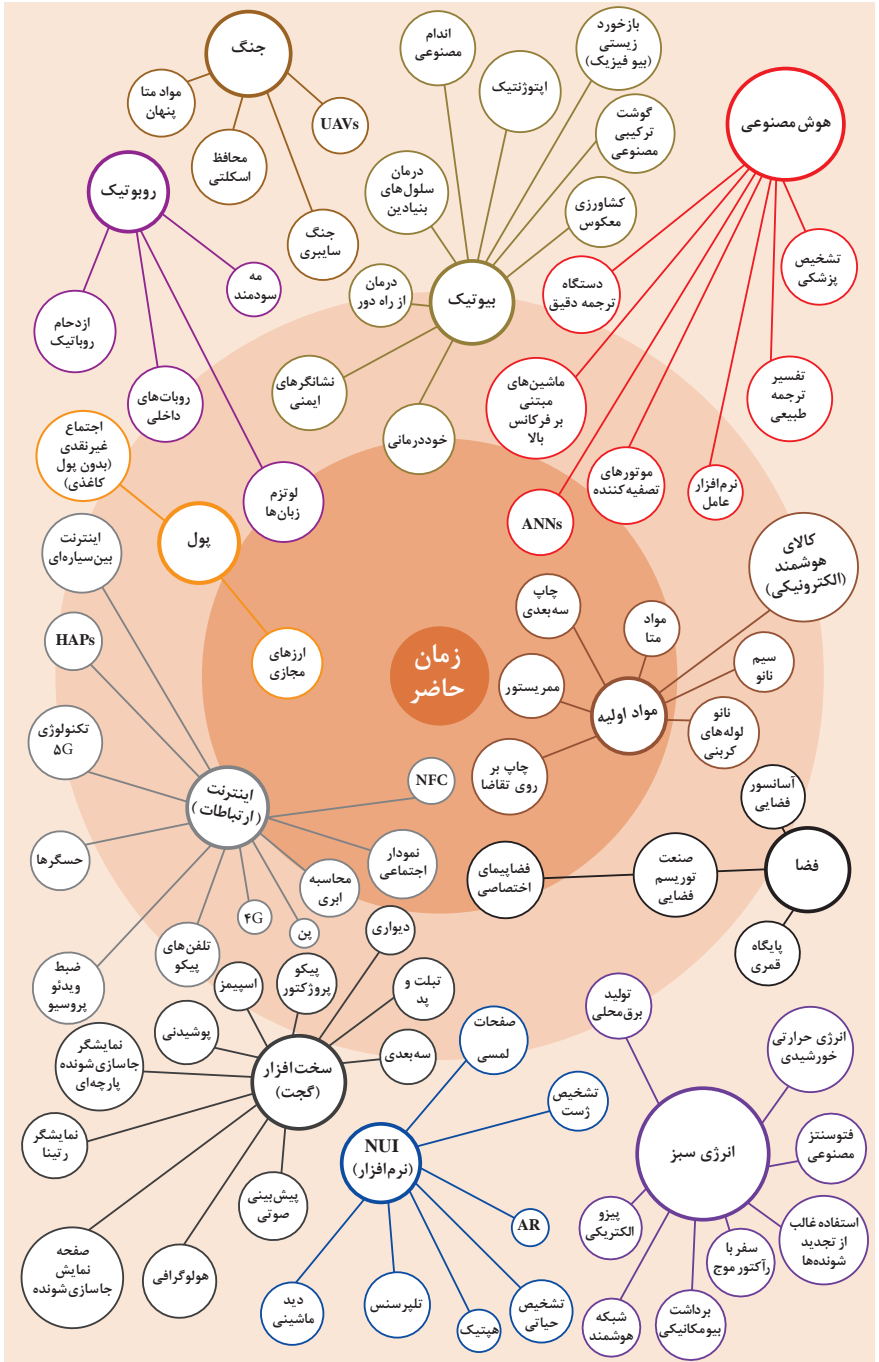 جنگ
مواد متا
پنهان
محافظ
اسکلتی
جنگ
سایبری
UAVs
روبوتیک
ازدحام
روباتیک
روبات‌های
داخلی
لوتزم
زبان‌ها
مه
سودمند
بیوتیک
اندام
مصنوعی
اپتوژنتیک
بازخورد
زیستی
(بیو فیزیک)
گوشت
ترکیبی
مصنوعی
کشاورزی
معکوس
درمان
سلول‌های
بنیادین
درمان
از راه دور
نشانگرهای
ایمنی
خوددرمانی
هوش مصنوعی
تشخیص
پزشکی
تفسیر
ترجمه
طبیعی
نرم‌افزار
عامل
موتورهای
تصفیه‌کننده
ANNs
ماشین‌های
مبتنی
بر فرکانس
بالا
دستگاه
ترجمه دقیق
پول
اجتماع
غیرنقدی
(بدون پول
کاغذی)
ارزهای
مجازی
زمان
حاضر
مواد اولیه
کالای
هوشمند
(الکترونیکی)
مواد
متا
چاپ
سه‌بعدی
ممریستور
چاپ بر
روی تقاضا
سیم
نانو
نانو
لوله‌های
کربنی
اینترنت
(ارتباطات)
اینترنت
بین‌سیاره‌ای
HAPs
تکنولوژی
۵G
حسگرها
ضبط
ویدئو
پروسیو
تلفن‌های
پیکو
۴G
پن
محاسبه
ابری
نمودار
اجتماعی
NFC
فضا
آسانسور
فضایی
صنعت
توریسم
فضایی
فضاپیمای
اختصاصی
پایگاه
قمری
سخت‌افزار
(گجت)
دیواری
پیکو
پروژکتور
اسپیمز
پوشیدنی
تبلت و
پد
سه‌بعدی
نمایشگر
جاسازی‌شونده
پارچه‌ای
نمایشگر
رتینا
صفحه
نمایش
جاسازی‌شونده
هولوگرافی
پیش‌بینی
صوتی
NUI
(نرم‌افزار)
صفحات
لمسی
تشخیص
ژست
AR
تشخیص
حیاتی
هپتیک
تلپرسنس
دید
ماشینی
انرژی سبز
تولید
برق‌محلی
انرژی حرارتی
خورشیدی
فتوسنتز
مصنوعی
استفاده غالب
از تجدید
شونده‌ها
سفر با
رآکتور موج
برداشت
بیومکانیکی
شبکه
هوشمند
پیزو
الکتریکی